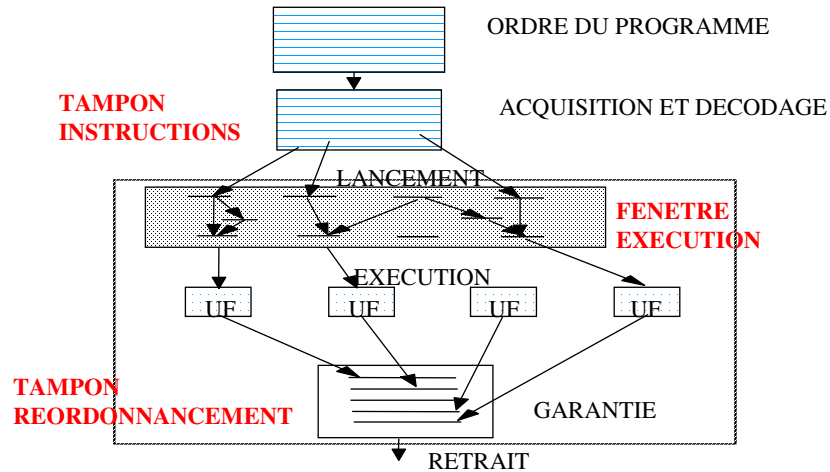 ORDRE DU PROGRAMME
TAMPON
INSTRUCTIONS
ACQUISITION ET DECODAGE
LANCEMENT
FENETRE
EXECUTION
EXECUTION
UF
UF
UF
UF
TAMPON
REORDONNANCEMENT
GARANTIE
RETRAIT